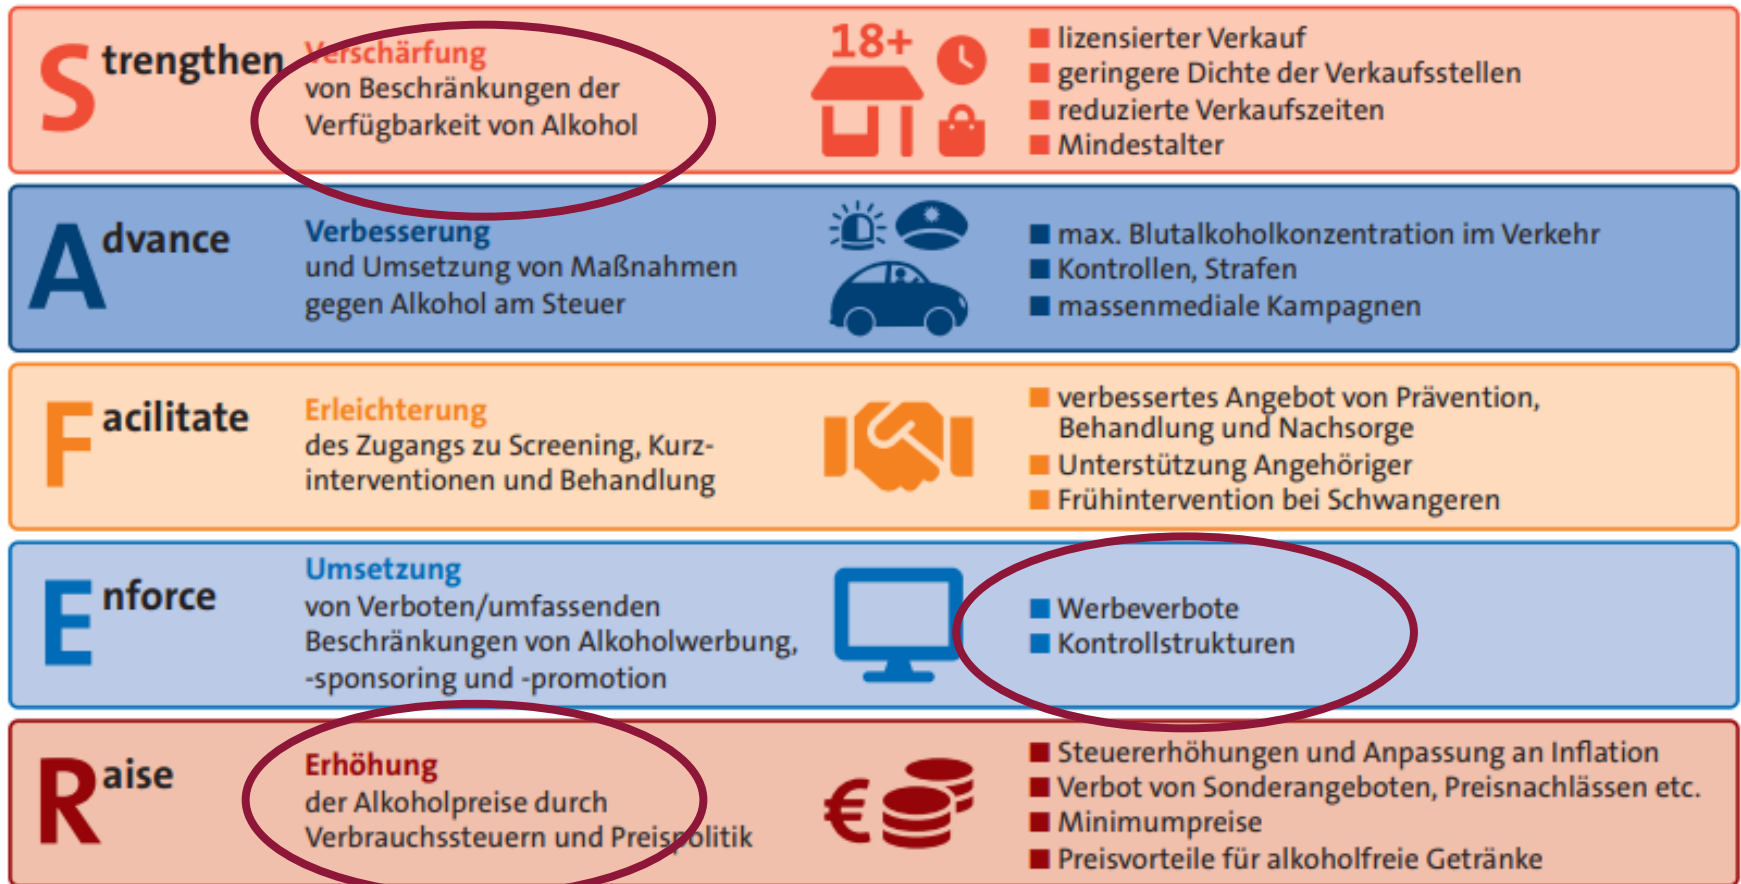 Strengthen
Verschärfung
von Beschränkungen der
Verfügbarkeit von Alkohol
18+
lizensierter Verkauf
geringere Dichte der Verkaufsstellen
reduzierte Verkaufszeiten
Mindestalter
Advance
Verbesserung
und Umsetzung von Maßnahmen
gegen Alkohol am Steuer
max. Blutalkoholkonzentration im Verkehr
Kontrollen, Strafen
massenmediale Kampagnen
Facilitate
Erleichterung
des Zugangs zu Screening, Kurz-
interventionen und Behandlung
verbessertes Angebot von Prävention,
Behandlung und Nachsorge
Unterstützung Angehöriger
Frühintervention bei Schwangeren
Enforce
Umsetzung
von Verboten/umfassenden
Beschränkungen von Alkoholwerbung,
-sponsoring und -promotion
Werbeverbote
Kontrollstrukturen
Raise
Erhöhung
der Alkoholpreise durch
Verbrauchssteuern und Preispolitik
€
Steuererhöhungen und Anpassung an Inflation
Verbot von Sonderangeboten, Preisnachlässen etc.
Minimumpreise
Preisvorteile für alkoholfreie Getränke